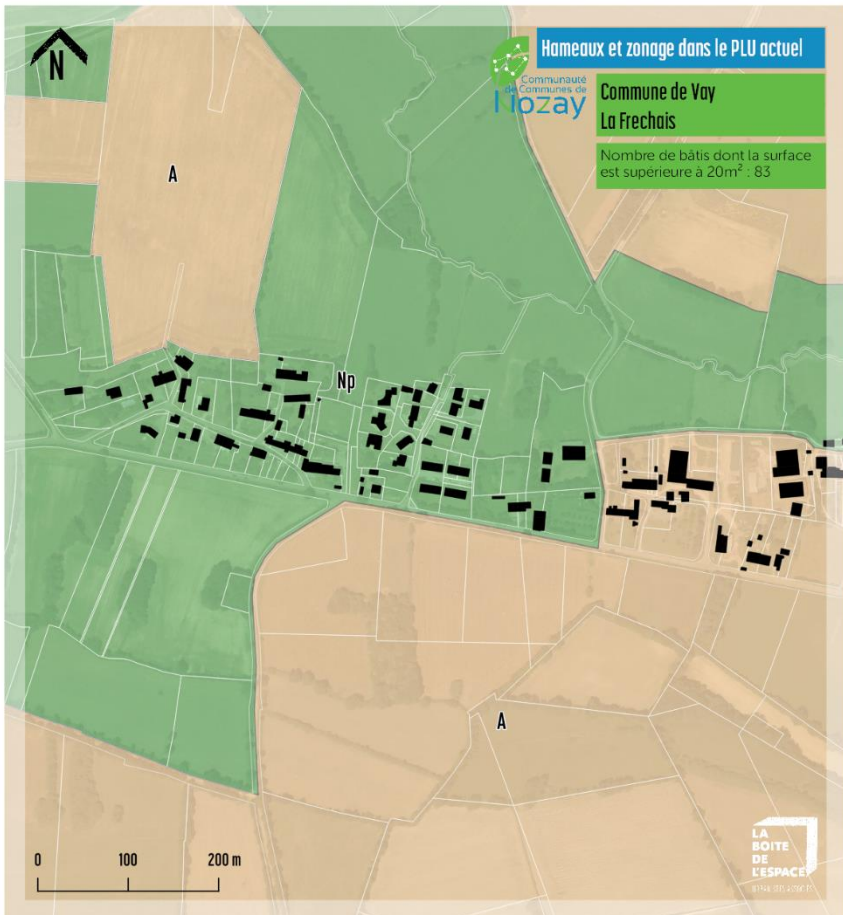 N
Hameaux et zonage dans le PLU actuel
Communauté
de Communes de
Nozay
Commune de Vay
La Frechais
Nombre de bâtis dont la surface
est supérieure à 20m² : 83
A
Np
A
0 100 200 m
LA
BOITE
DE
L'ESPACE